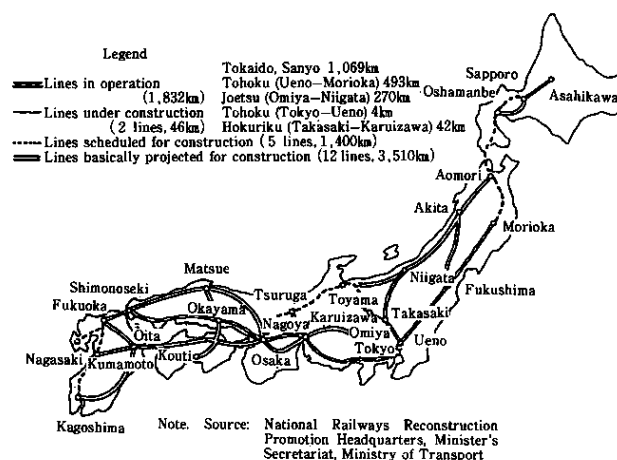 Legend
Tokaido, Sanyo 1,069km
Lines in operation Tohoku (Ueno-Morioka) 493km
(1,832km) Joetsu (Omiya-Niigata) 270km
Lines under construction Tohoku (Tokyo-Ueno) 4km
(2 lines, 46km) Hokuriku (Takasaki-Karuizawa) 42km
Lines scheduled for construction (5 lines, 1,400km)
Lines basically projected for construction (12 lines, 3,510km)
Sapporo
Oshamanbe
Asahikawa
Aomori
Akita
Morioka
Niigata
Fukushima
Matsue
Shimonoseki
Tsuruga
Toyama
Takasaki
Fukuoka
Okayama
Nagoya
Karuizawa
Omiya
Ueno
Ōita
Tokyo
Nagasaki
Kumamoto
Kouti
Osaka
Kagoshima
Note. Source: National Railways Reconstruction
Promotion Headquarters, Minister's
Secretariat, Ministry of Transport